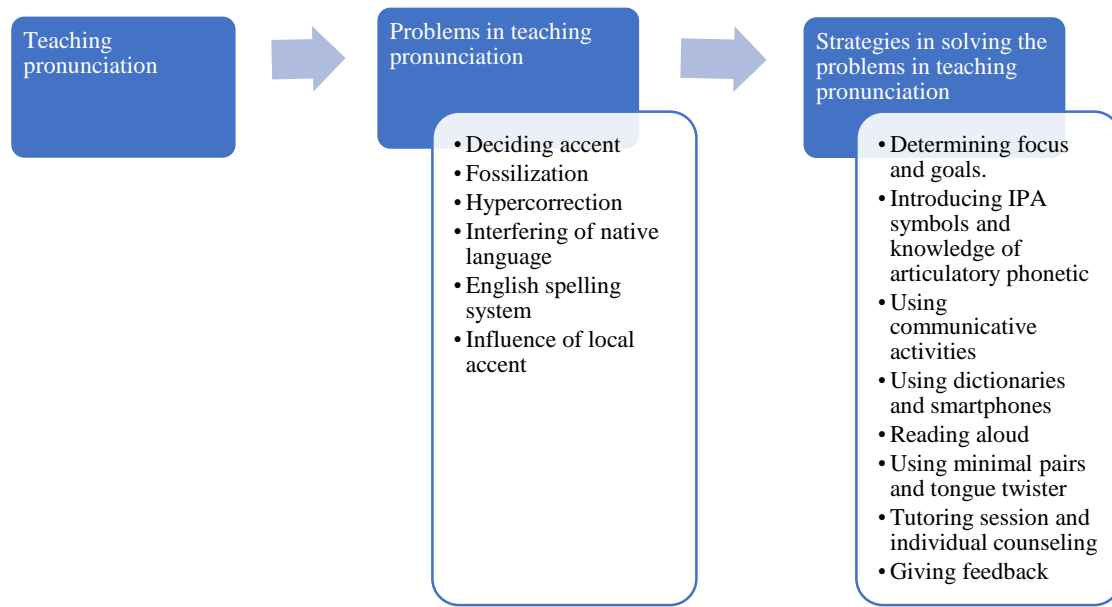 Teaching
pronunciation
Problems in teaching
pronunciation
• Deciding accent
• Fossilization
• Hypercorrection
• Interfering of native
language
• English spelling
system
• Influence of local
accent
Strategies in solving the
problems in teaching
pronunciation
• Determining focus
and goals.
• Introducing IPA
symbols and
knowledge of
articulatory phonetic
• Using
communicative
activities
• Using dictionaries
and smartphones
• Reading aloud
• Using minimal pairs
and tongue twister
• Tutoring session and
individual counseling
• Giving feedback